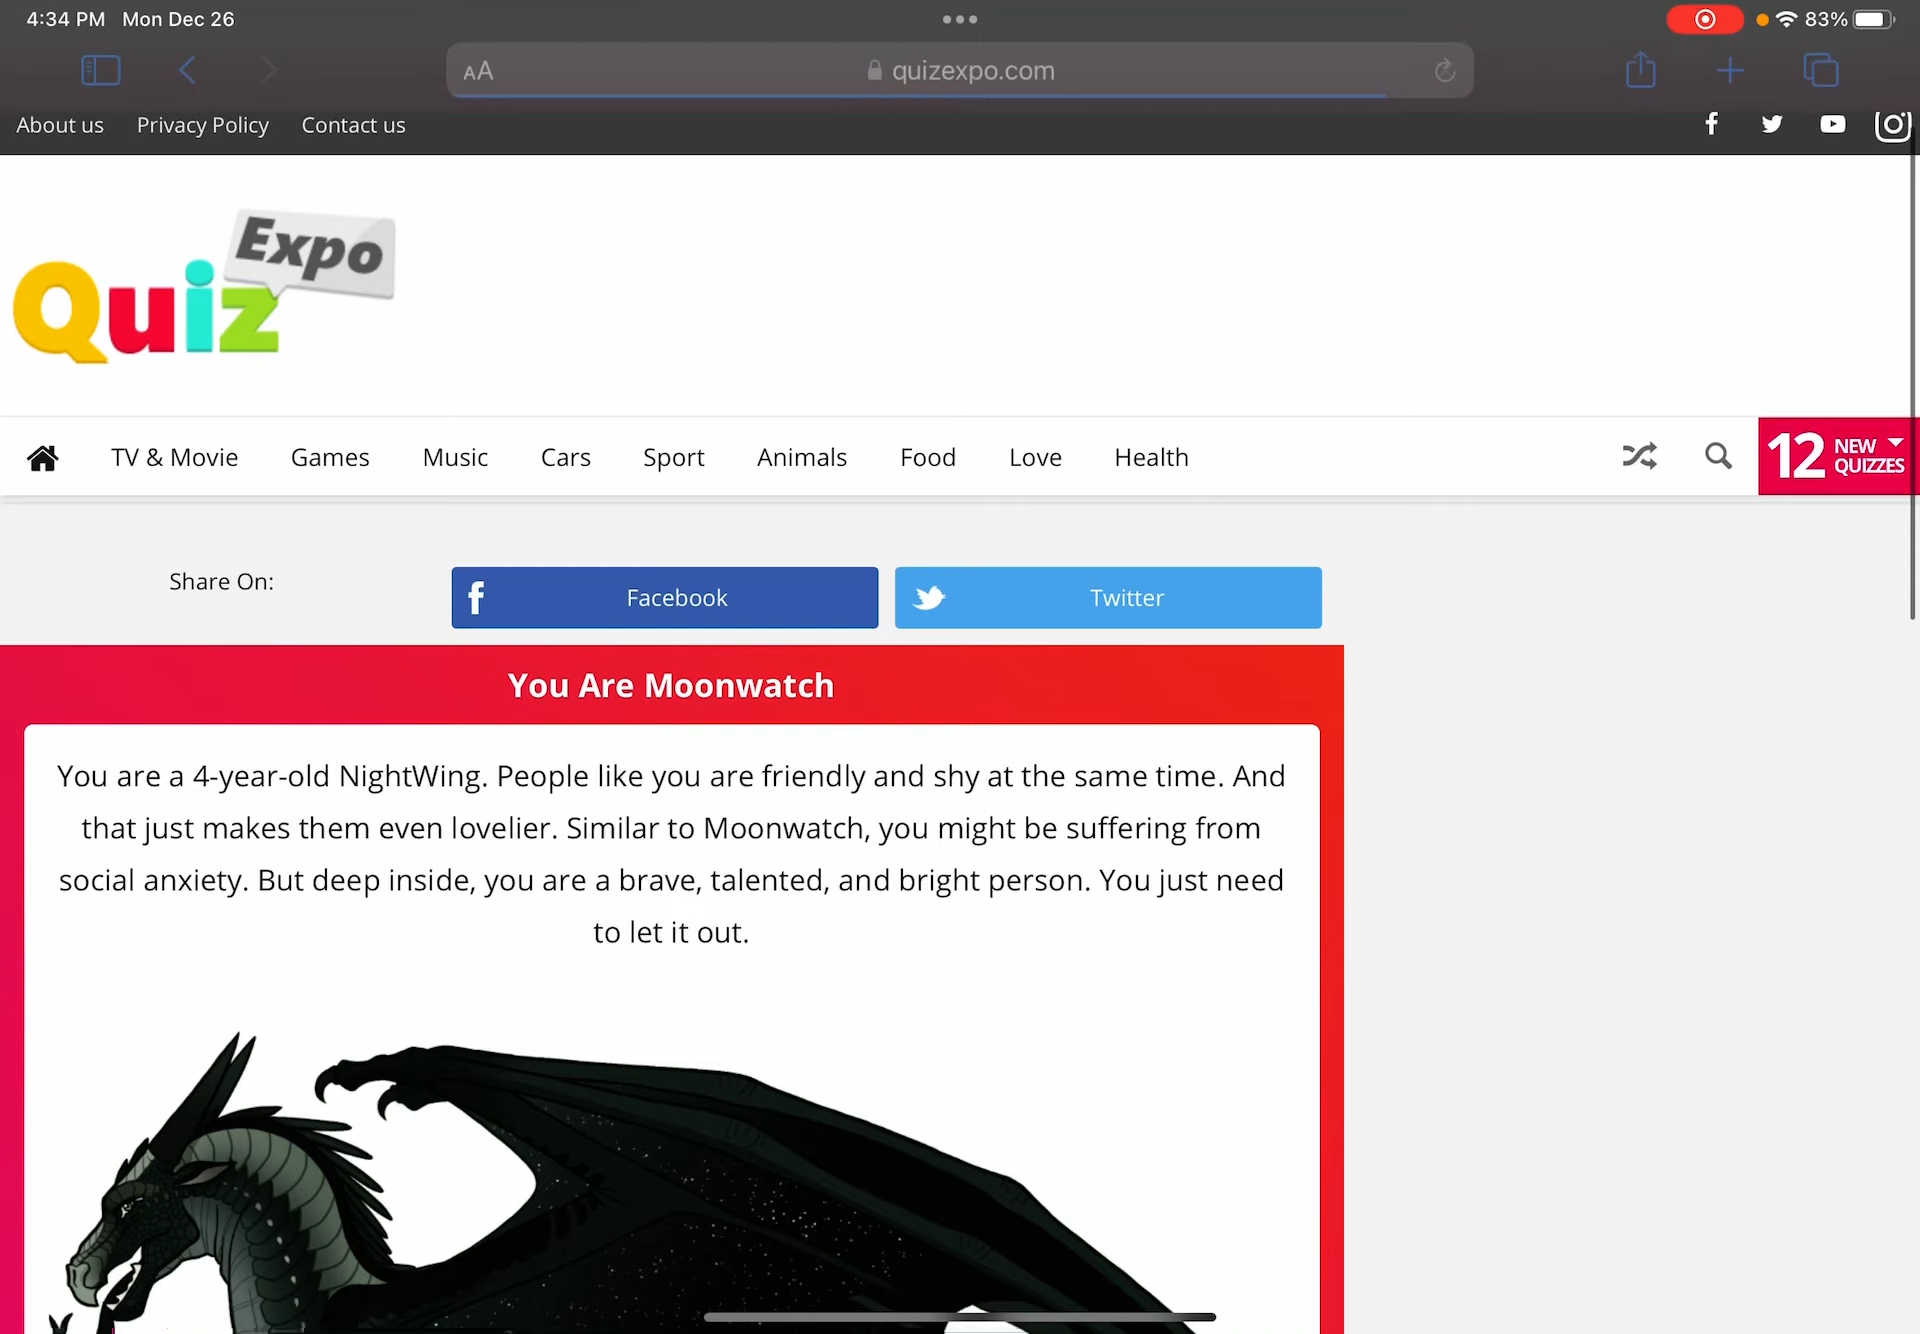 4:34 PM Mon Dec 26
83%
AA
quizexpo.com
About us Privacy Policy Contact us
Quiz Expo
TV & Movie Games Music Cars Sport Animals Food Love Health
12 NEW QUIZZES
Share On:
Facebook
Twitter
You Are Moonwatch
You are a 4-year-old NightWing. People like you are friendly and shy at the same time. And
that just makes them even lovelier. Similar to Moonwatch, you might be suffering from
social anxiety. But deep inside, you are a brave, talented, and bright person. You just need
to let it out.